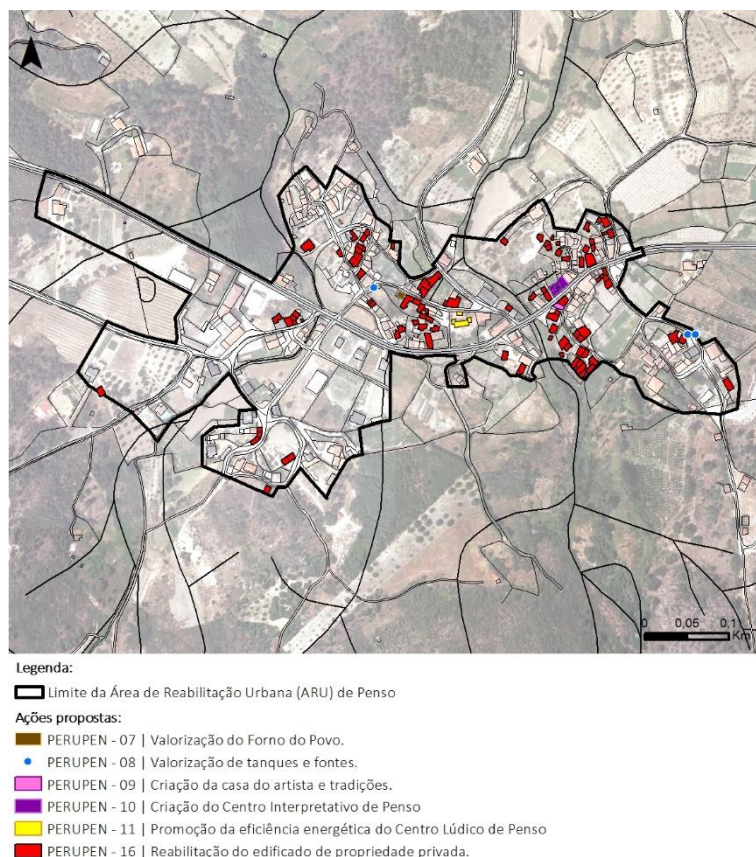 N
0 0,05 0,1
Km
Legenda:
Limite da Área de Reabilitação Urbana (ARU) de Penso
Ações propostas:
PERUPEN - 07 | Valorização do Forno do Povo.
PERUPEN - 08 | Valorização de tanques e fontes.
PERUPEN - 09 | Criação da casa do artista e tradições.
PERUPEN - 10 | Criação do Centro Interpretativo de Penso
PERUPEN - 11 | Promoção da eficiência energética do Centro Lúdico de Penso
PERUPEN - 16 | Reabilitação do edificado de propriedade privada.